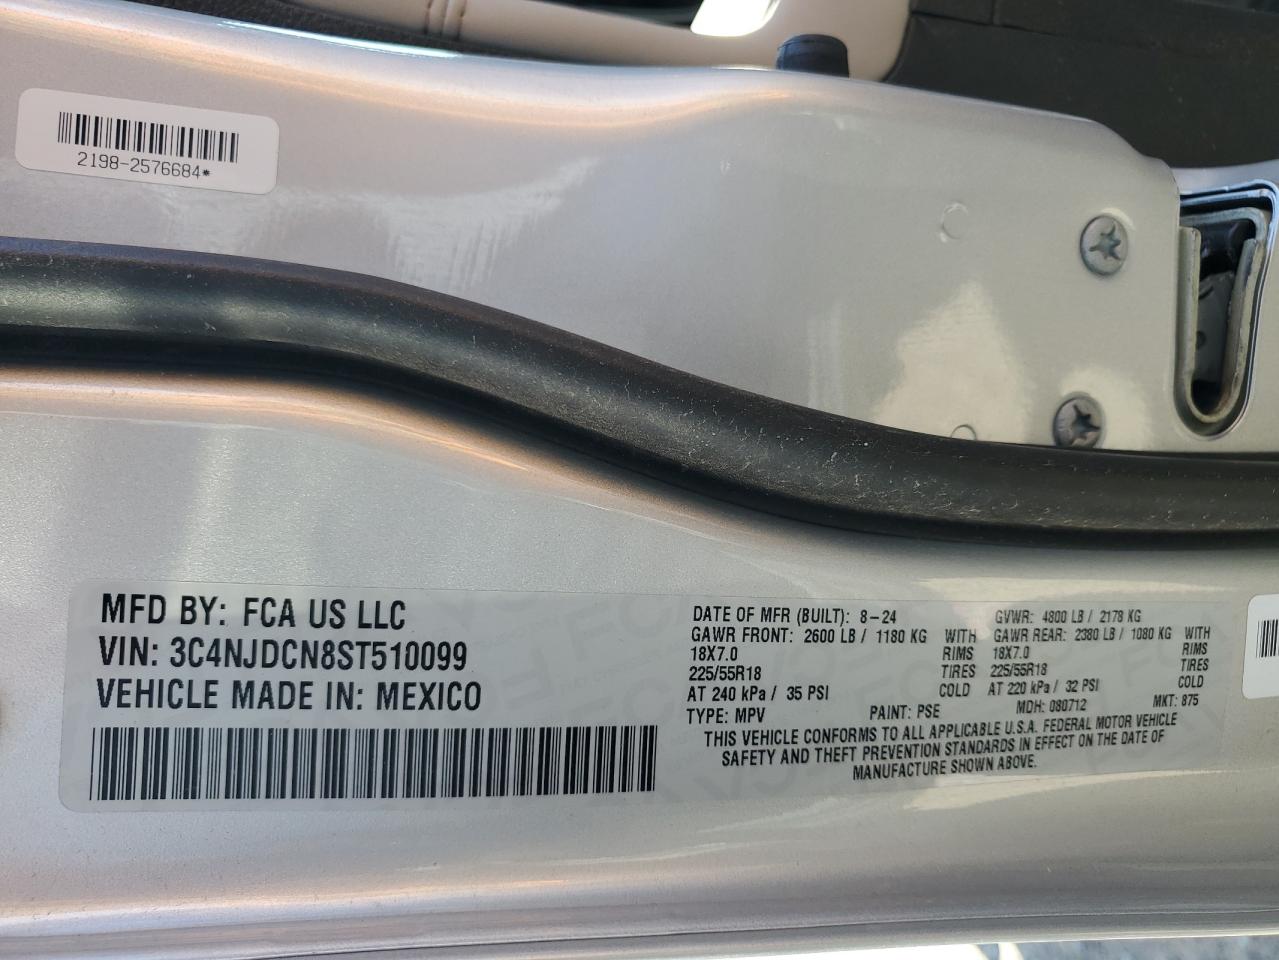 2198-2576684*
MFD BY: FCA US LLC
VIN: 3C4NJDCN8ST510099
VEHICLE MADE IN: MEXICO
DATE OF MFR (BUILT): 8-24 GVWR: 4800 LB / 2178 KG
GAWR FRONT: 2600 LB / 1180 KG WITH GAWR REAR: 2380 LB / 1080 KG WITH
18X7.0 RIMS 18X7.0 RIMS
225/55R18 TIRES 225/55R18 TIRES
AT 240 kPa / 35 PSI COLD AT 220 kPa / 32 PSI COLD
TYPE: MPV PAINT: PSE MDH: 080712 MKT: 875
THIS VEHICLE CONFORMS TO ALL APPLICABLE U.S.A. FEDERAL MOTOR VEHICLE
SAFETY AND THEFT PREVENTION STANDARDS IN EFFECT ON THE DATE OF
MANUFACTURE SHOWN ABOVE.